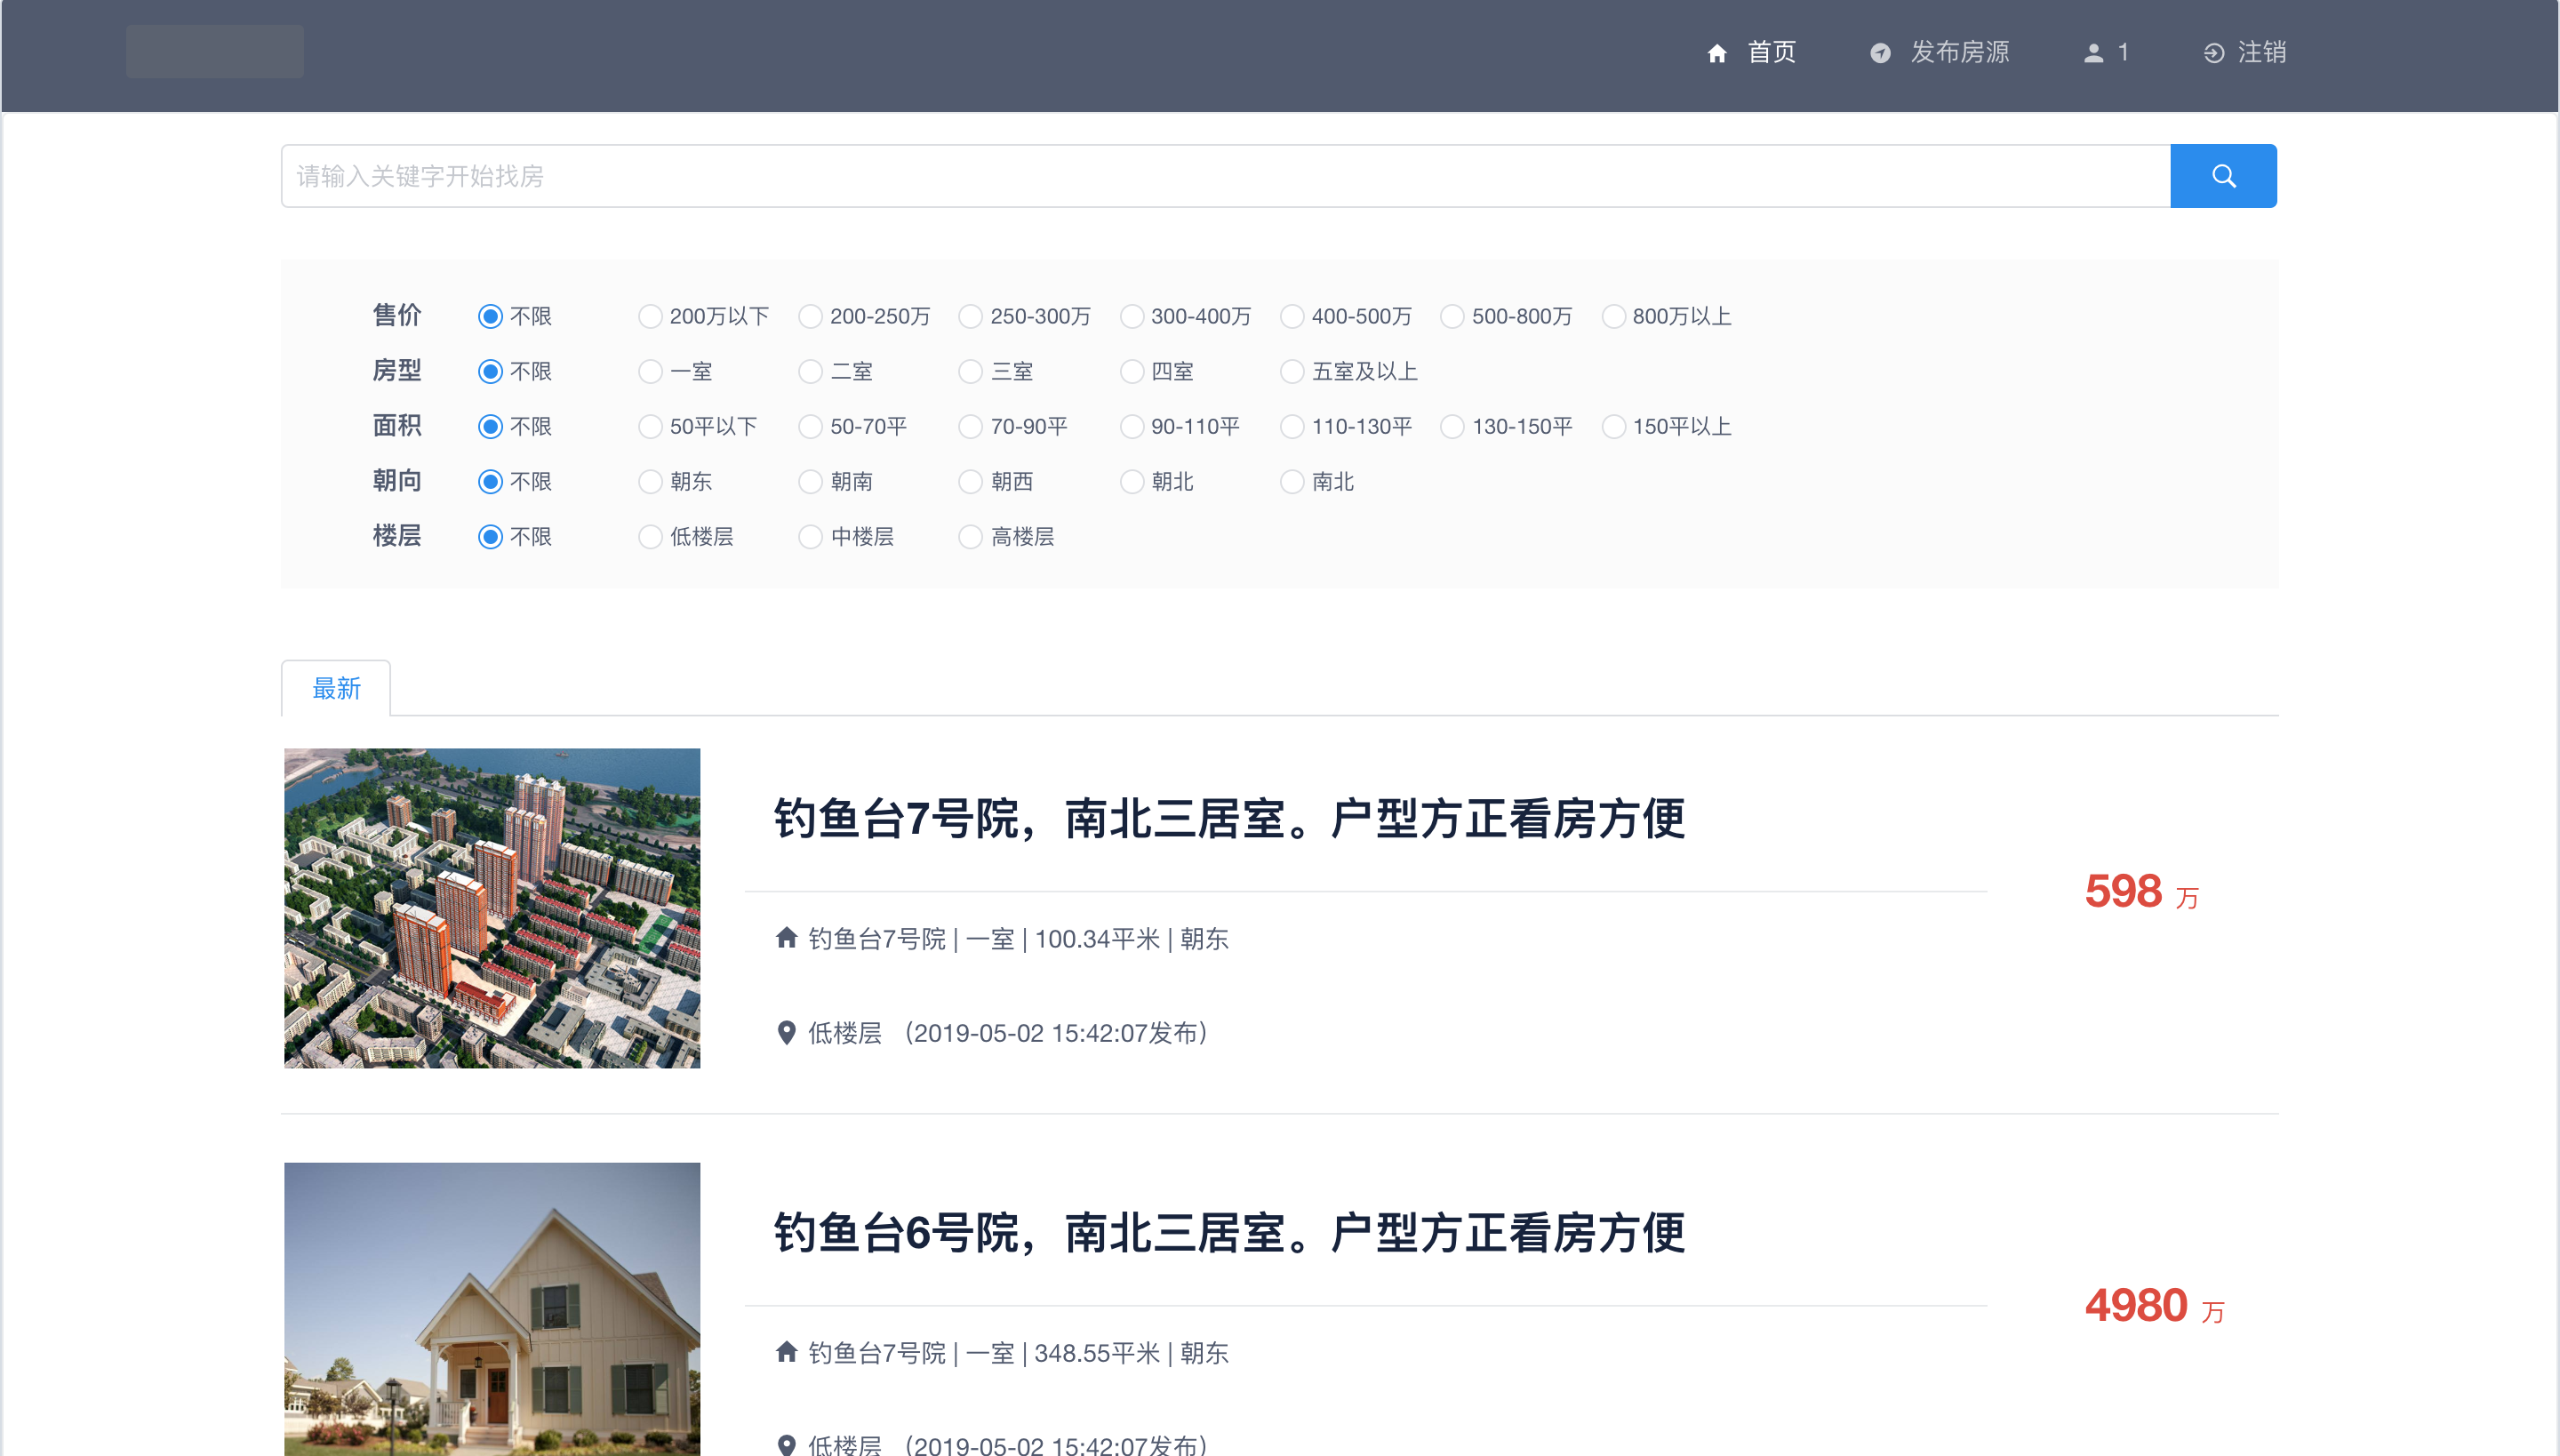 首页 发布房源 1 注销
请输入关键字开始找房
售价 不限 200万以下 200-250万 250-300万 300-400万 400-500万 500-800万 800万以上
房型 不限 一室 二室 三室 四室 五室及以上
面积 不限 50平以下 50-70平 70-90平 90-110平 110-130平 130-150平 150平以上
朝向 不限 朝东 朝南 朝西 朝北 南北
楼层 不限 低楼层 中楼层 高楼层
最新
钓鱼台7号院，南北三居室。户型方正看房方便
598 万
钓鱼台7号院 | 一室 | 100.34平米 | 朝东
低楼层 （2019-05-02 15:42:07发布）
钓鱼台6号院，南北三居室。户型方正看房方便
4980 万
钓鱼台7号院 | 一室 | 348.55平米 | 朝东
低楼层 （2019-05-02 15:42:07发布）